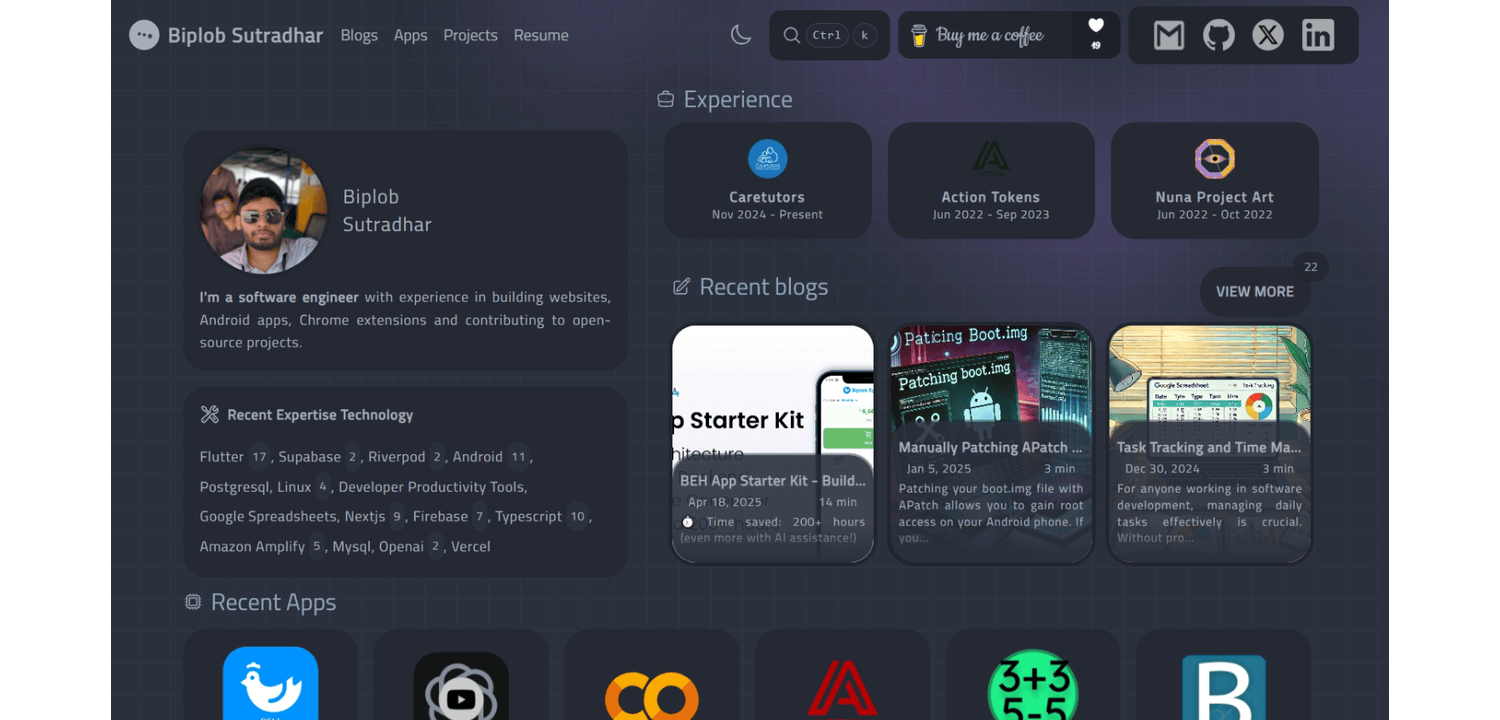 Biplob Sutradhar
Blogs
Apps
Projects
Resume
Ctrl
k
Buy me a coffee
19
Experience
Biplob
Sutradhar
I'm a software engineer with experience in building websites,
Android apps, Chrome extensions and contributing to open-
source projects.
Recent Expertise Technology
Flutter 17 , Supabase 2 , Riverpod 2 , Android 11 ,
Postgresql, Linux 4 , Developer Productivity Tools,
Google Spreadsheets, Nextjs 9 , Firebase 7 , Typescript 10 ,
Amazon Amplify 5 , Mysql, Openai 2 , Vercel
Caretutors
Nov 2024 - Present
Action Tokens
Jun 2022 - Sep 2023
Nuna Project Art
Jun 2022 - Oct 2022
Recent blogs
VIEW MORE
22
p Starter Kit
BEH App Starter Kit - Build...
Apr 18, 2025
14 min
Time saved: 200+ hours
(even more with AI assistance!)
Paticing Boot.img
Patching boot.img
Manually Patching APatch ...
Jan 5, 2025
3 min
Patching your boot.img file with
APatch allows you to gain root
access on your Android phone. If
you...
Google Spreadsheet
Task Tracking and Time Ma...
Dec 30, 2024
3 min
For anyone working in software
development, managing daily
tasks effectively is crucial.
Without pro...
Recent Apps
3+3
5-5
B